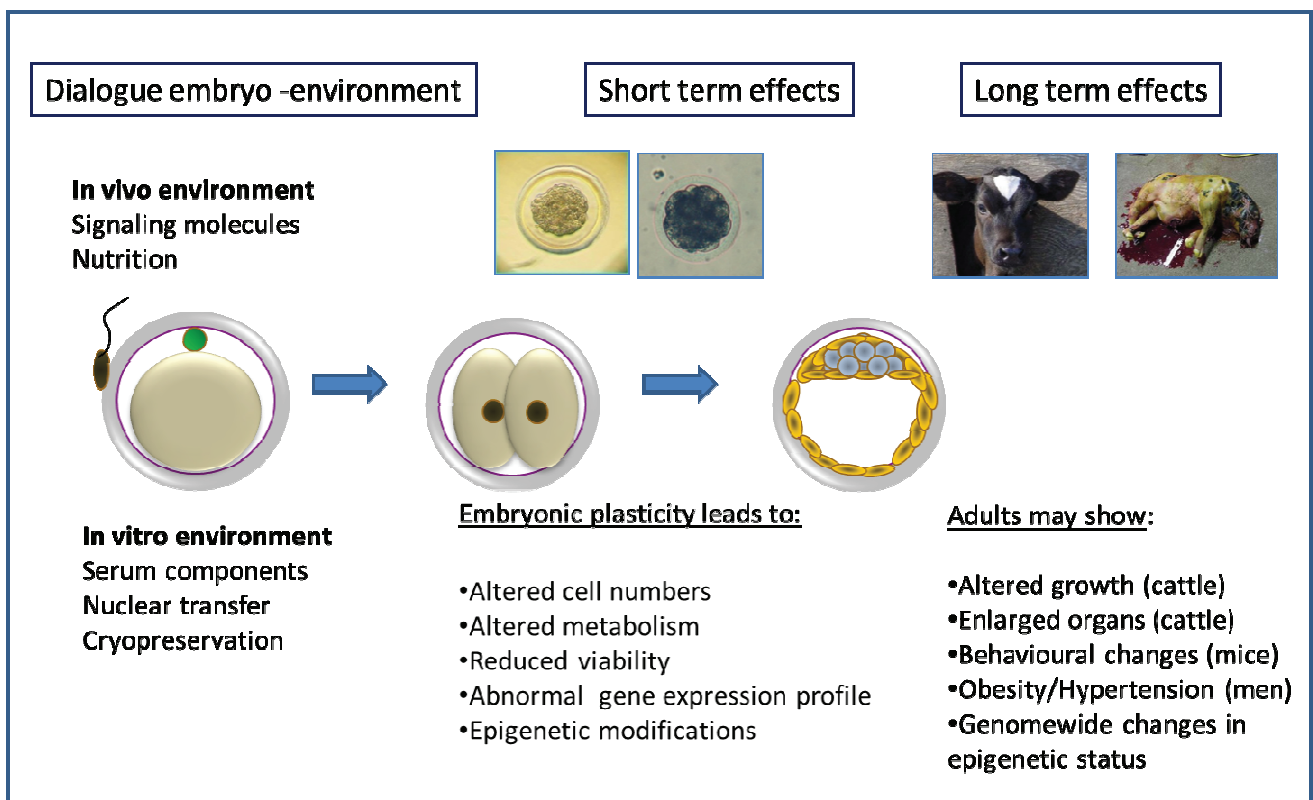 Dialogue embryo -environment
Short term effects
Long term effects
In vivo environment
Signaling molecules
Nutrition
In vitro environment
Serum components
Nuclear transfer
Cryopreservation
Embryonic plasticity leads to:
•Altered cell numbers
•Altered metabolism
•Reduced viability
•Abnormal gene expression profile
•Epigenetic modifications
Adults may show:
•Altered growth (cattle)
•Enlarged organs (cattle)
•Behavioural changes (mice)
•Obesity/Hypertension (men)
•Genomewide changes in
epigenetic status